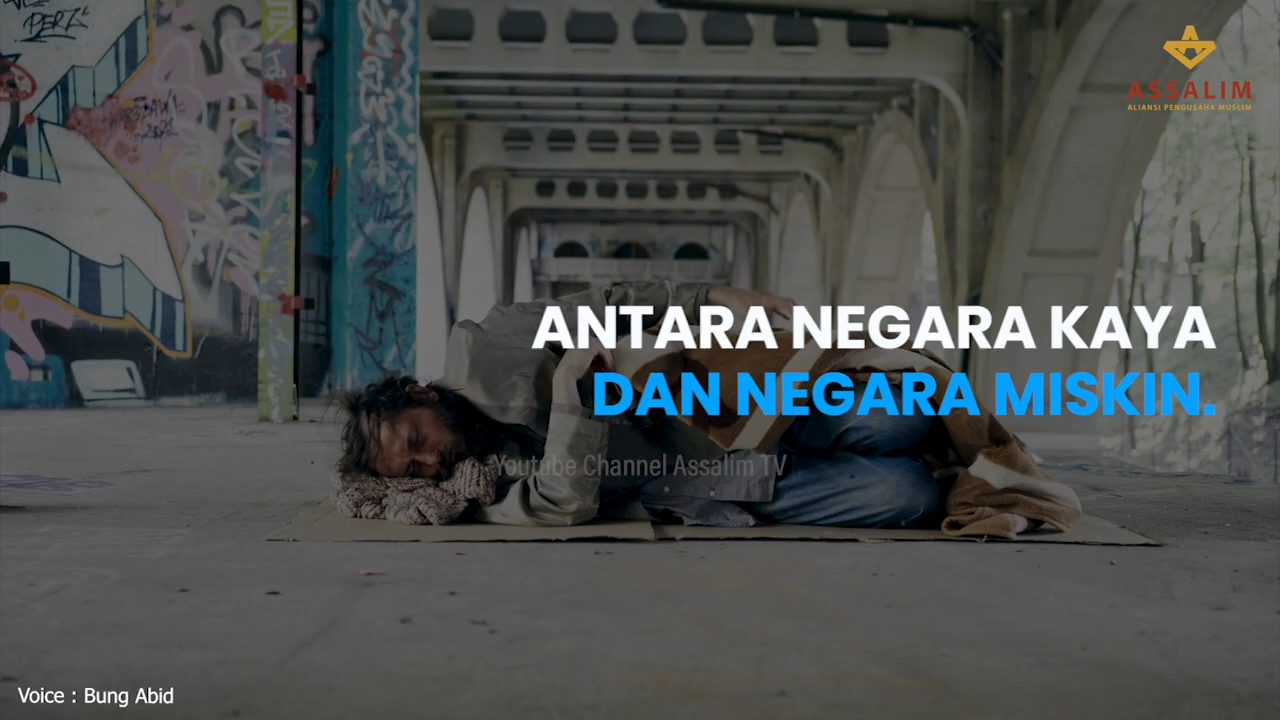 ASSALIM
ALIANSI PENGUSAHA MUSLIM
ANTARA NEGARA KAYA
DAN NEGARA MISKIN.
Youtube Channel Assalim TV
Voice : Bung Abid